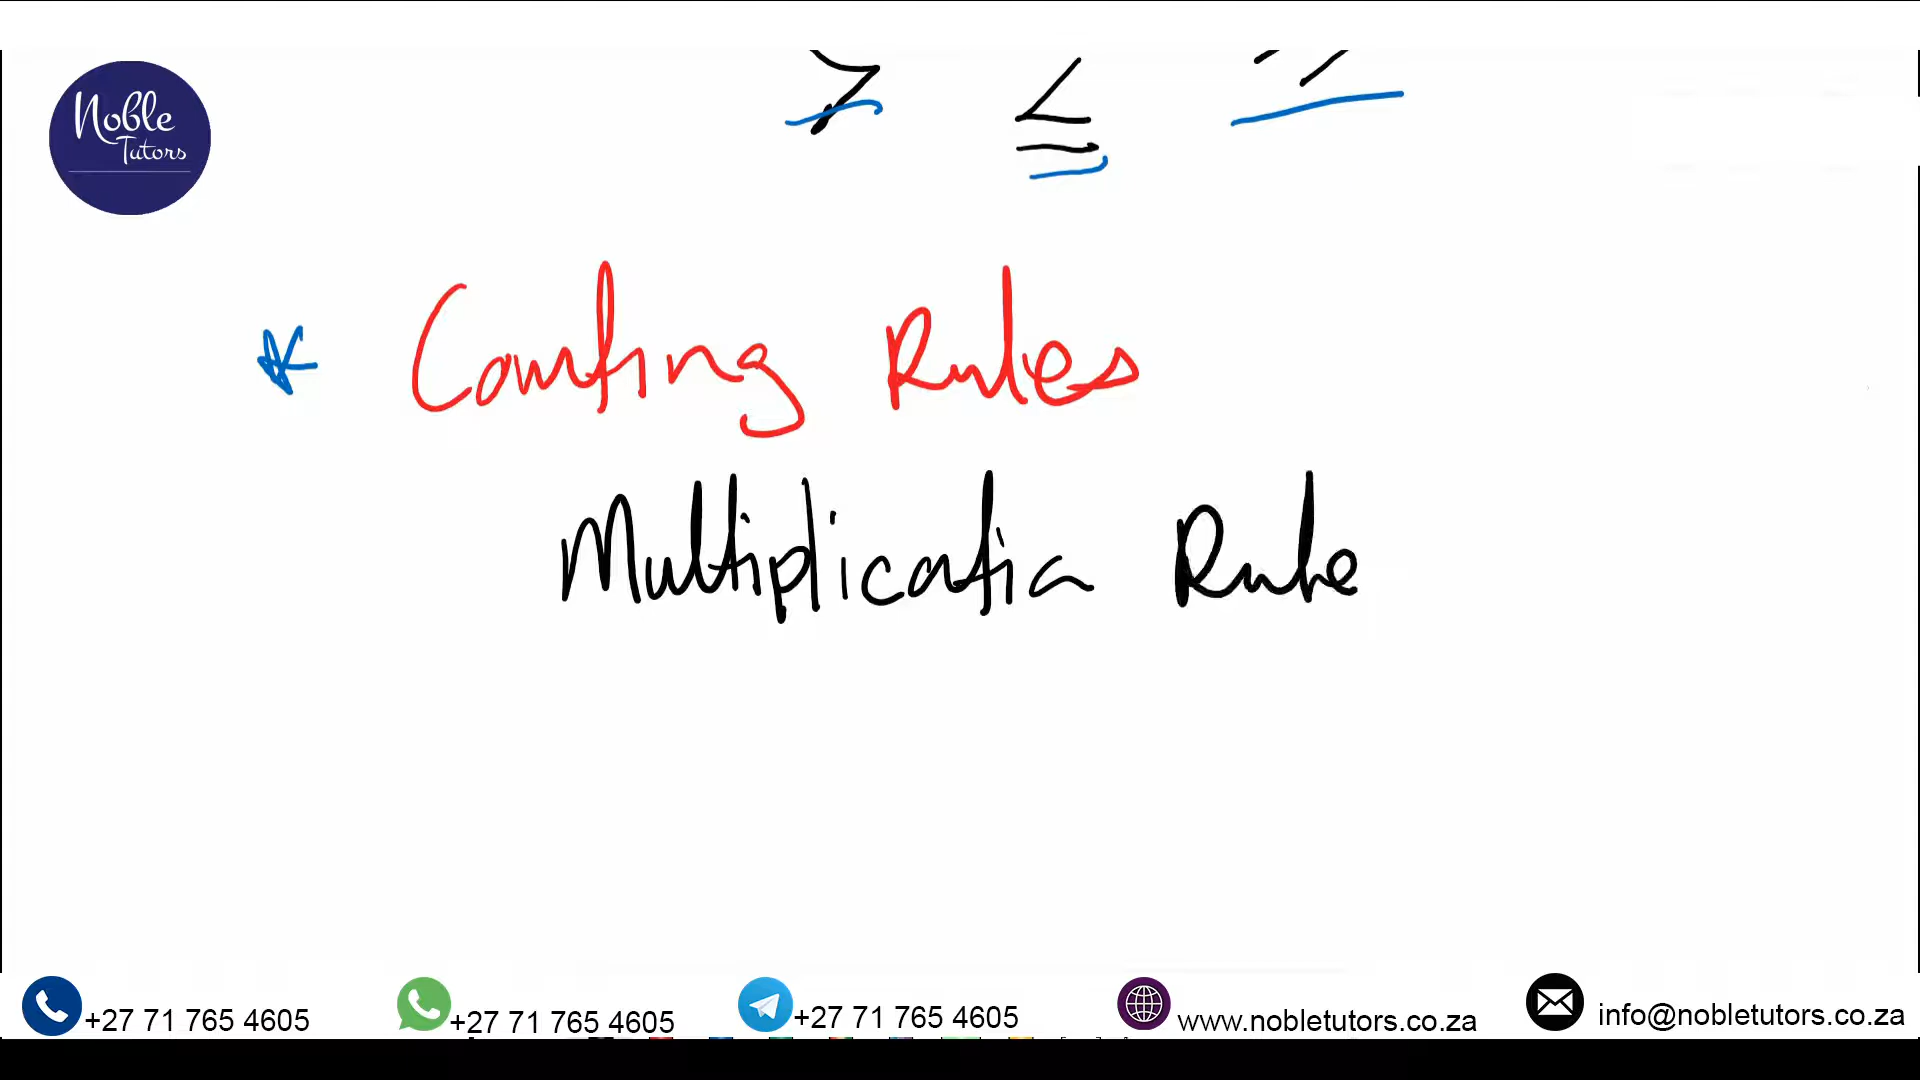 Noble
Tutors
* Counting Rules
Multiplication Rule
+27 71 765 4605
+27 71 765 4605
+27 71 765 4605
www.nobletutors.co.za
info@nobletutors.co.za